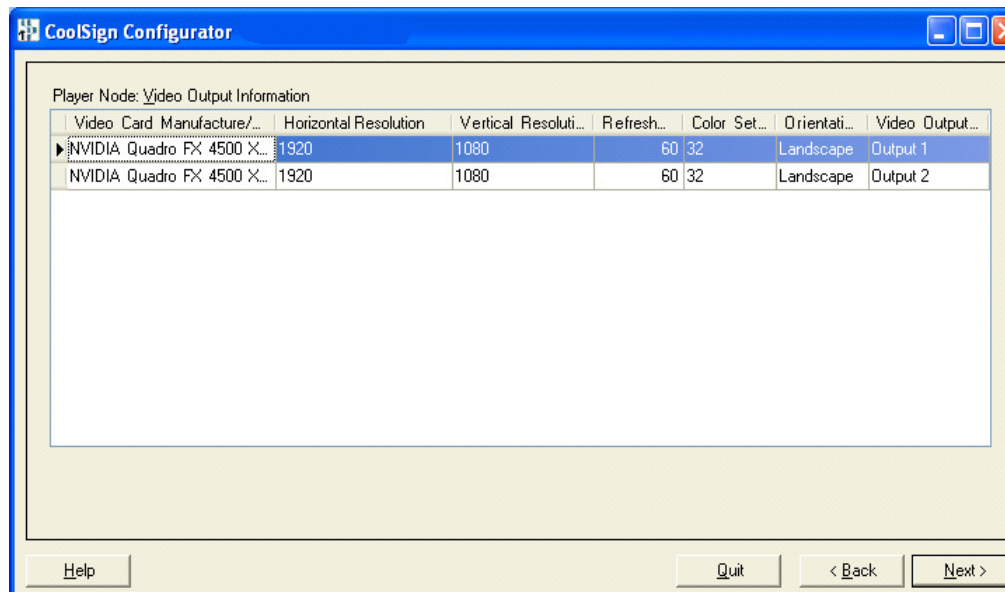 CoolSign Configurator
Player Node: Video Output Information
Video Card Manufacture/... Horizontal Resolution Vertical Resoluti... Refresh... Color Set... Orientati... Video Output...
NVIDIA Quadro FX 4500 X... 1920 1080 60 32 Landscape Output 1
NVIDIA Quadro FX 4500 X... 1920 1080 60 32 Landscape Output 2
Help Quit < Back Next >